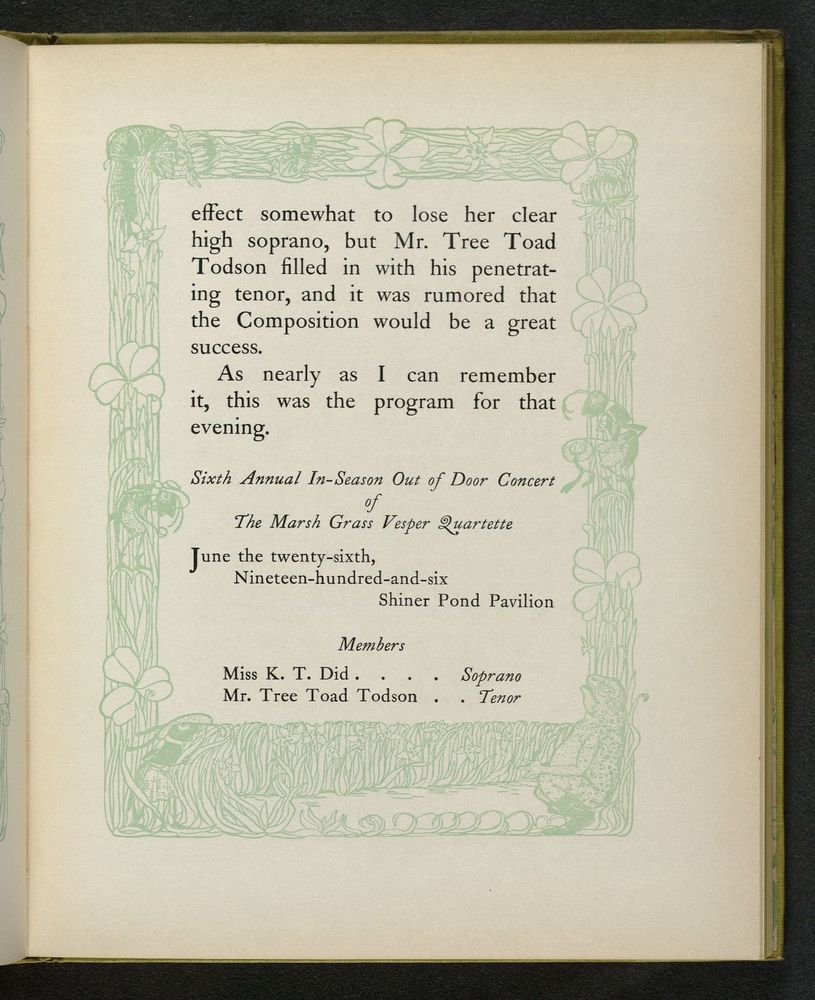 effect somewhat to lose her clear
high soprano, but Mr. Tree Toad
Todson filled in with his penetrat-
ing tenor, and it was rumored that
the Composition would be a great
success.
As nearly as I can remember
it, this was the program for that
evening.
Sixth Annual In-Season Out of Door Concert
of
The Marsh Grass Vesper Quartette
June the twenty-sixth,
Nineteen-hundred-and-six
Shiner Pond Pavilion
Members
Miss K. T. Did . . . . Soprano
Mr. Tree Toad Todson . . Tenor